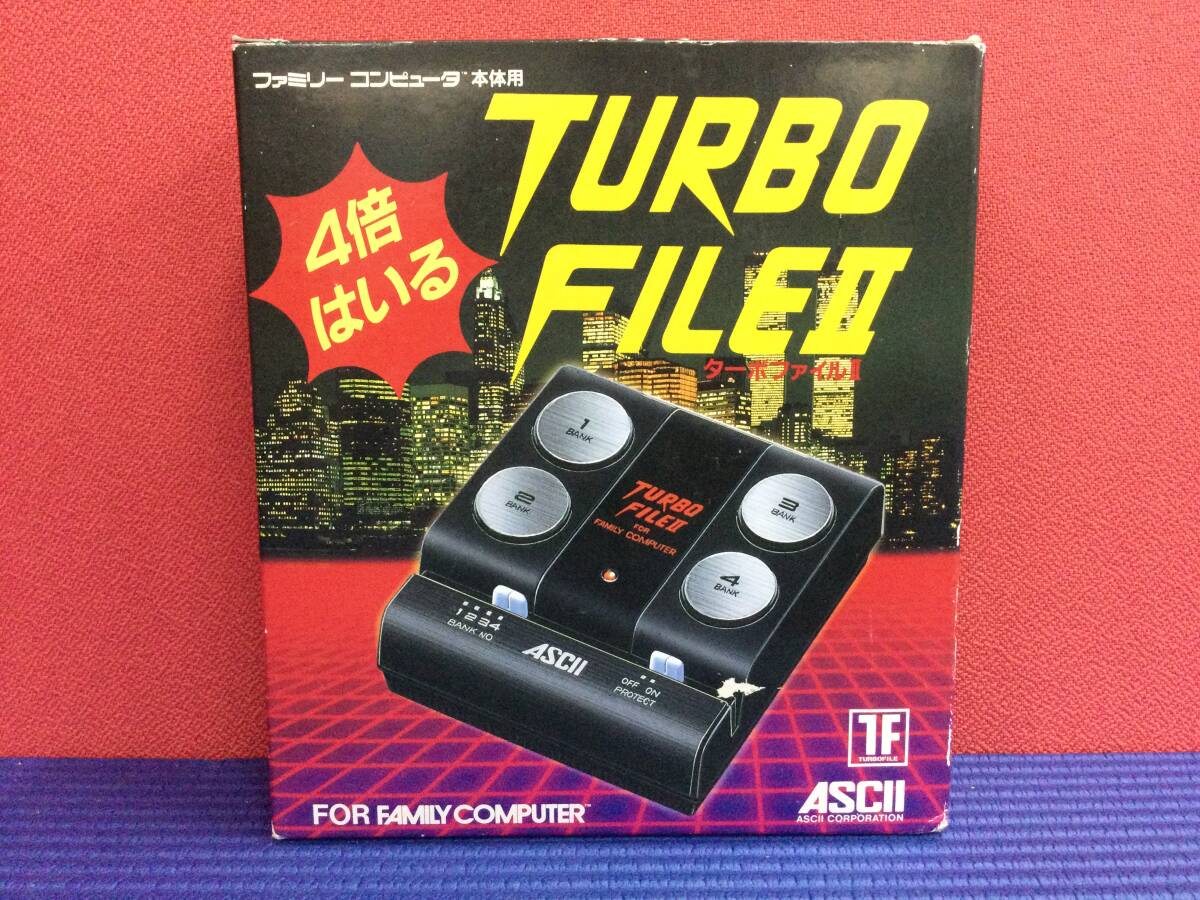 ファミリー コンピュータ™ 本体用
TURBO
FILEⅡ
ターボファイルⅡ
4倍
はいる
1
BANK
2
BANK
3
BANK
4
BANK
TURBO
FILEⅡ
FOR
FAMILY COMPUTER
1 2 3 4
BANK NO
ASCII
OFF ON
PROTECT
TF
TURBOFILE
FOR FAMILY COMPUTER™
ASCII
ASCII CORPORATION